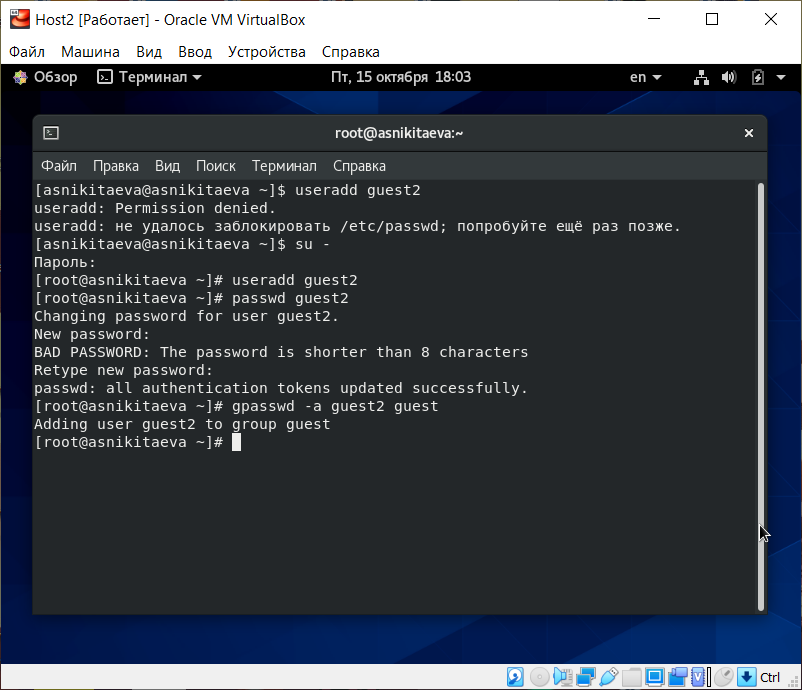 Host2 [Работает] - Oracle VM VirtualBox
Файл Машина Вид Ввод Устройства Справка
Обзор Терминал Пт, 15 октября 18:03 en
root@asnikitaeva:~
Файл Правка Вид Поиск Терминал Справка
[asnikitaeva@asnikitaeva ~]$ useradd guest2
useradd: Permission denied.
useradd: не удалось заблокировать /etc/passwd; попробуйте ещё раз позже.
[asnikitaeva@asnikitaeva ~]$ su -
Пароль:
[root@asnikitaeva ~]# useradd guest2
[root@asnikitaeva ~]# passwd guest2
Changing password for user guest2.
New password:
BAD PASSWORD: The password is shorter than 8 characters
Retype new password:
passwd: all authentication tokens updated successfully.
[root@asnikitaeva ~]# gpasswd -a guest2 guest
Adding user guest2 to group guest
[root@asnikitaeva ~]#
Ctrl